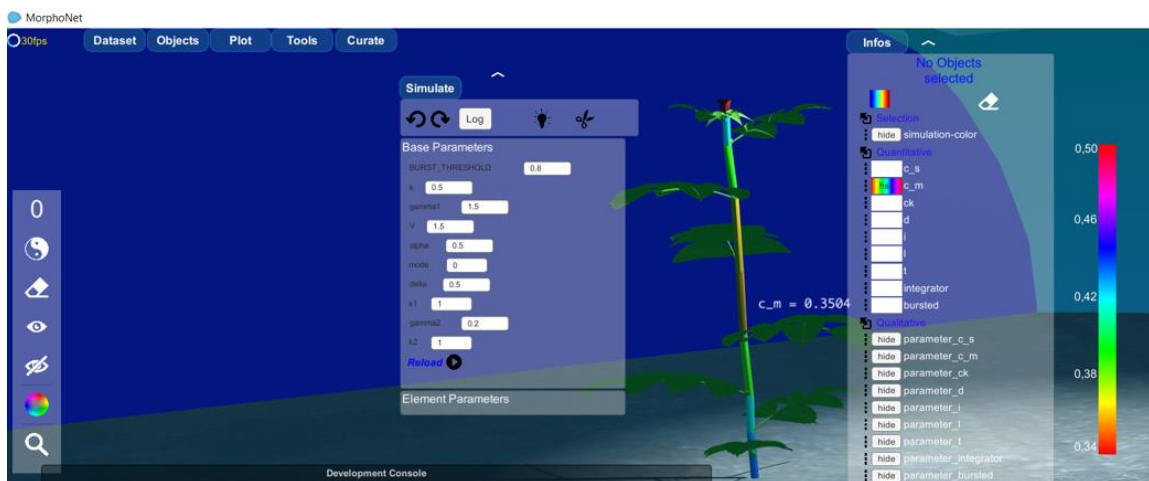 MorphoNet
30fps
Dataset Objects Plot Tools Curate
0
Simulate
Log
Base Parameters
BURST_THRESHOLD 0.8
k 0.5
gamma1 1.5
V 1.5
alpha 0.5
mode 0
delta 0.5
k1 1
gamma2 0.2
k2 1
Reload
Element Parameters
c_m = 0.3504
Infos
No Objects
selected
Selection
hide simulation-color
Quantitative
c_s
c_m
ck
d
i
l
t
integrator
bursted
Qualitative
hide parameter_c_s
hide parameter_c_m
hide parameter_ck
hide parameter_d
hide parameter_i
hide parameter_l
hide parameter_t
hide parameter_integrator
hide parameter_bursted
0,50
0,46
0,42
0,38
0,34
Development Console